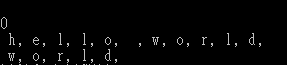 0
h, e, l, l, o,  , w, o, r, l, d,
w, o, r, l, d,